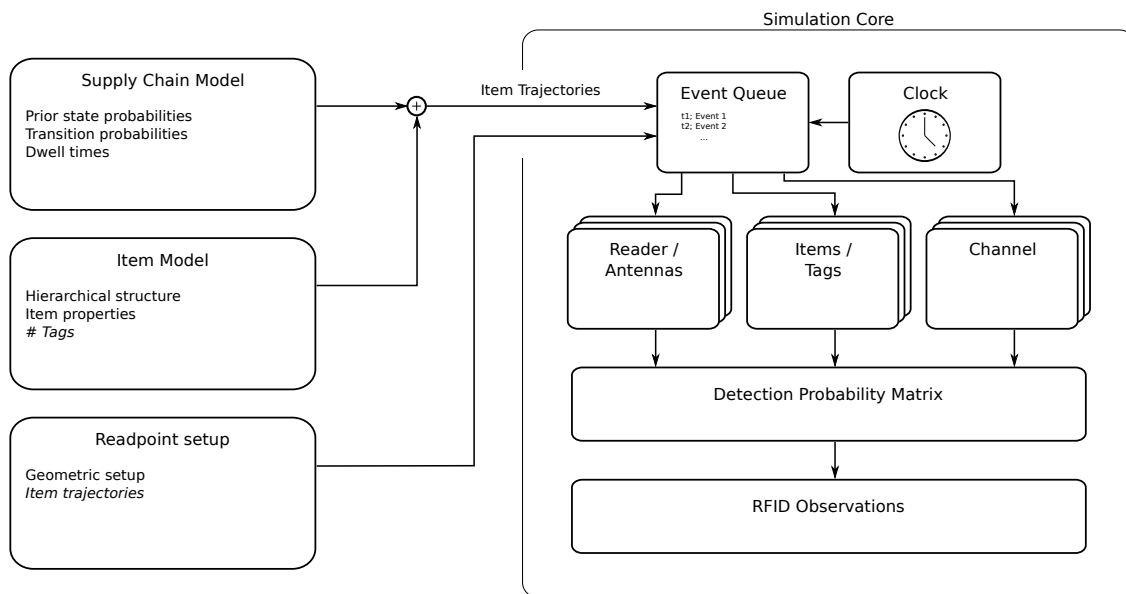 Simulation Core
Supply Chain Model
Prior state probabilities
Transition probabilities
Dwell times
Item Model
Hierarchical structure
Item properties
# Tags
Readpoint setup
Geometric setup
Item trajectories
+
Item Trajectories
Event Queue
t1; Event 1
t2; Event 2
...
Clock
Reader /
Antennas
Items /
Tags
Channel
Detection Probability Matrix
RFID Observations